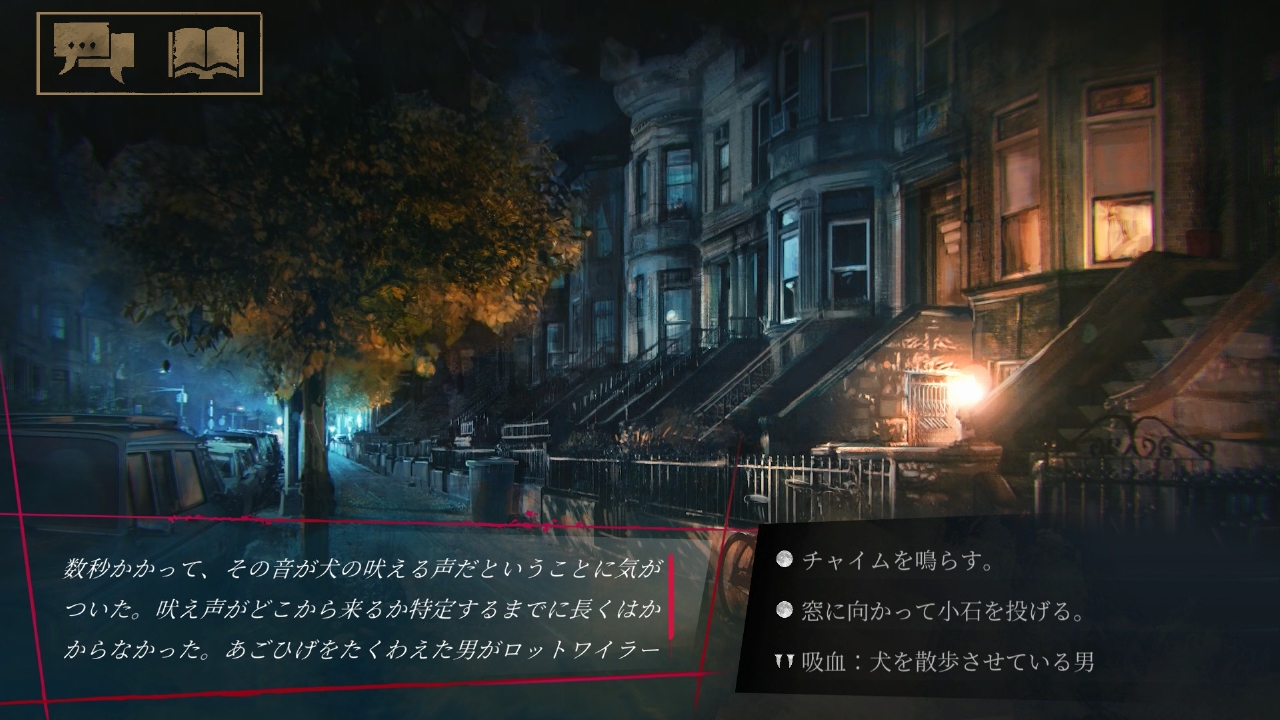 数秒かかって、その音が犬の吠える声だということに気が
ついた。吠え声がどこから来るか特定するまでに長くはか
からなかった。あごひげをたくわえた男がロットワイラー
チャイムを鳴らす。
窓に向かって小石を投げる。
吸血：犬を散歩させている男